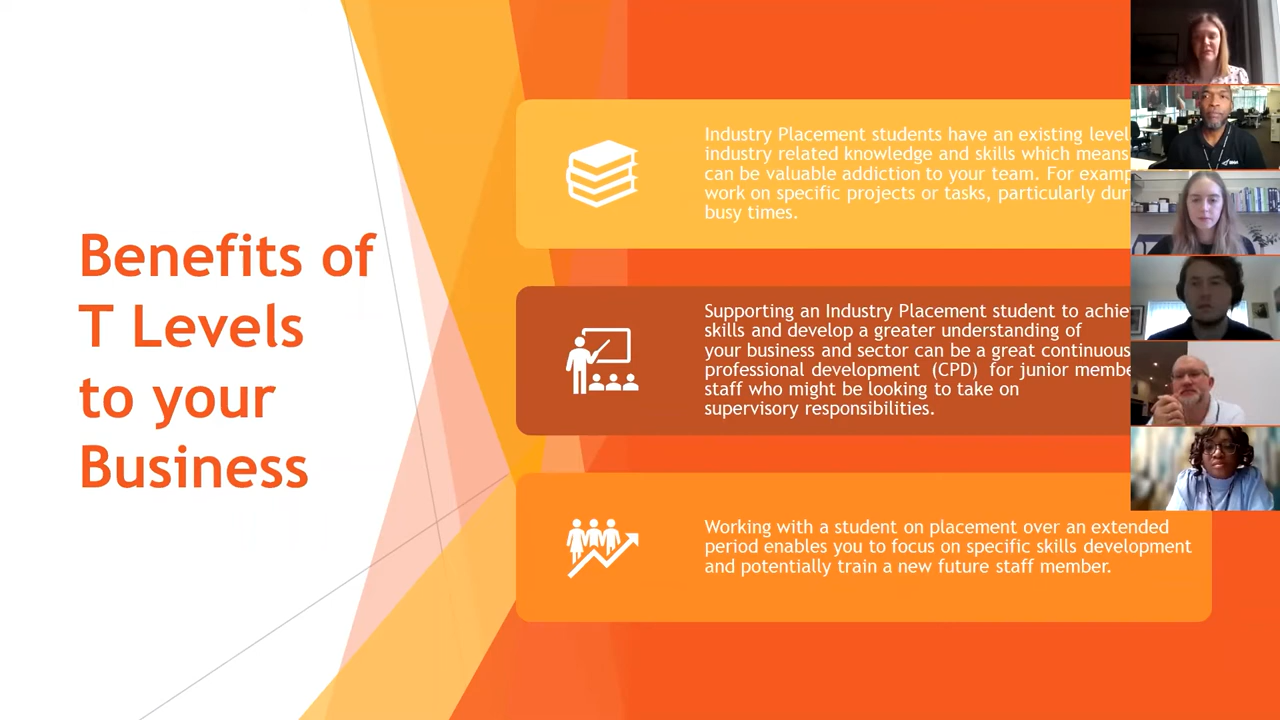 Benefits of
T Levels
to your
Business
Industry Placement students have an existing level
industry related knowledge and skills which means
can be valuable addiction to your team. For
work on specific projects or tasks, particularly
busy times.
Supporting an Industry Placement student to
skills and develop a greater understanding of
your business and sector can be a great continuous
professional development (CPD) for junior
staff who might be looking to take on
supervisory responsibilities.
Working with a student on placement over an extended
period enables you to focus on specific skills development
and potentially train a new future staff member.